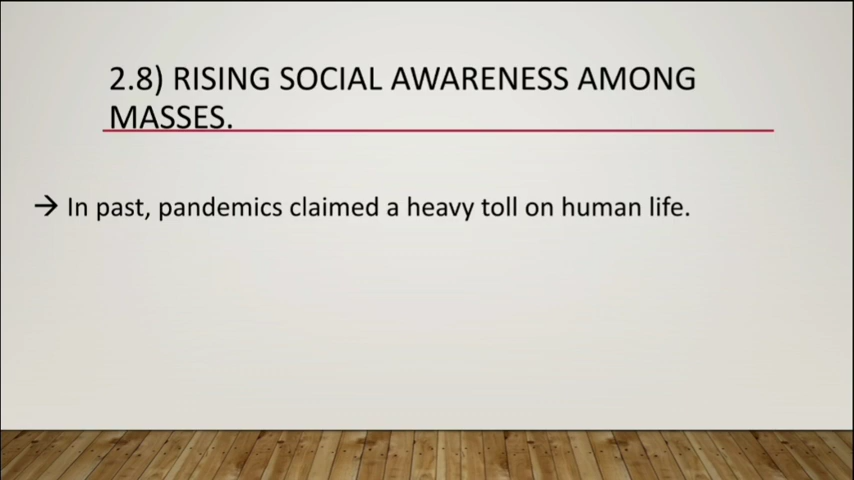 2.8) RISING SOCIAL AWARENESS AMONG
MASSES.
→ In past, pandemics claimed a heavy toll on human life.